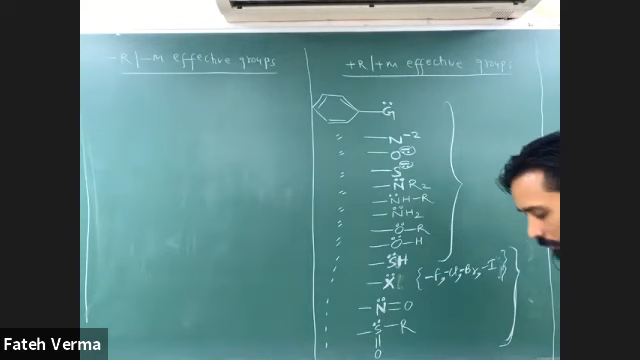 -R/-M effective groups
+R/+m effective groups
G̈
" -N⁻²
" -O⁽⁻⁾
" -S⁽⁻⁾
" -N̈R₂
" -N̈H-R
" -N̈H₂
" -Ö-R
" -Ö-H
-S̈H
-X {-F, -Cl, -Br, -I}
-N̈=O
-S̈-R
O
Fateh Verma